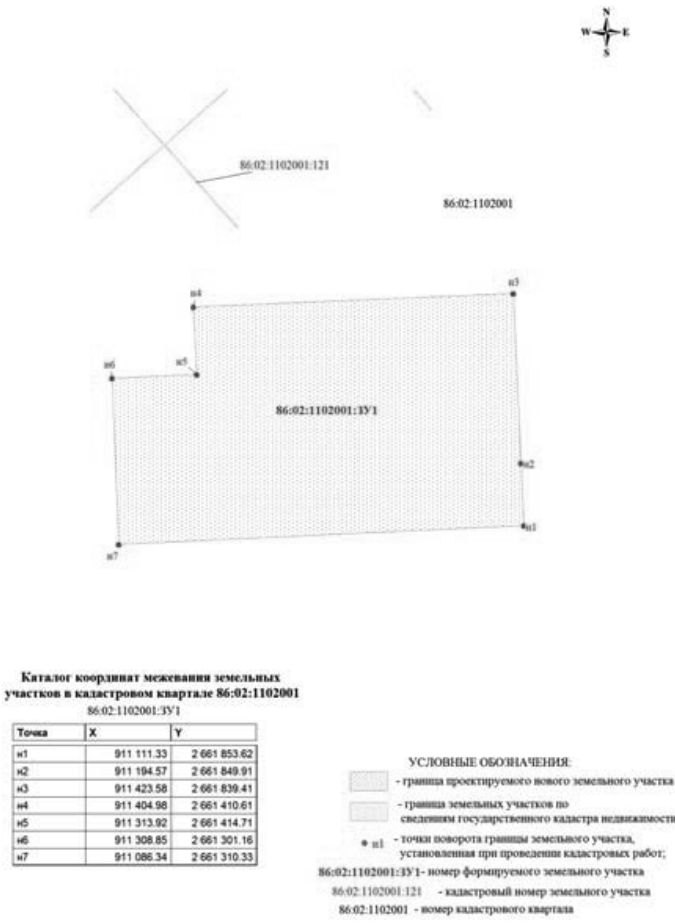 N
W E
S
86:02:1102001:121
86:02:1102001
н4
н3
н5
н6
86:02:1102001:ЗУ1
н2
н1
н7
Каталог координат межевания земельных
участков в кадастровом квартале 86:02:1102001
86:02:1102001:ЗУ1
Точка X Y
н1 911 111.33 2 661 853.62
н2 911 194.57 2 661 849.91
н3 911 423.58 2 661 839.41
н4 911 404.98 2 661 410.61
н5 911 313.92 2 661 414.71
н6 911 308.85 2 661 301.16
н7 911 086.34 2 661 310.33
УСЛОВНЫЕ ОБОЗНАЧЕНИЯ:
- граница проектируемого нового земельного участка
- граница земельных участков по
сведениям государственного кадастра недвижимости
н1 - точки поворота границы земельного участка,
установленная при проведении кадастровых работ;
86:02:1102001:ЗУ1- номер формируемого земельного участка
86:02:1102001:121 - кадастровый номер земельного участка
86:02:1102001 - номер кадастрового квартала